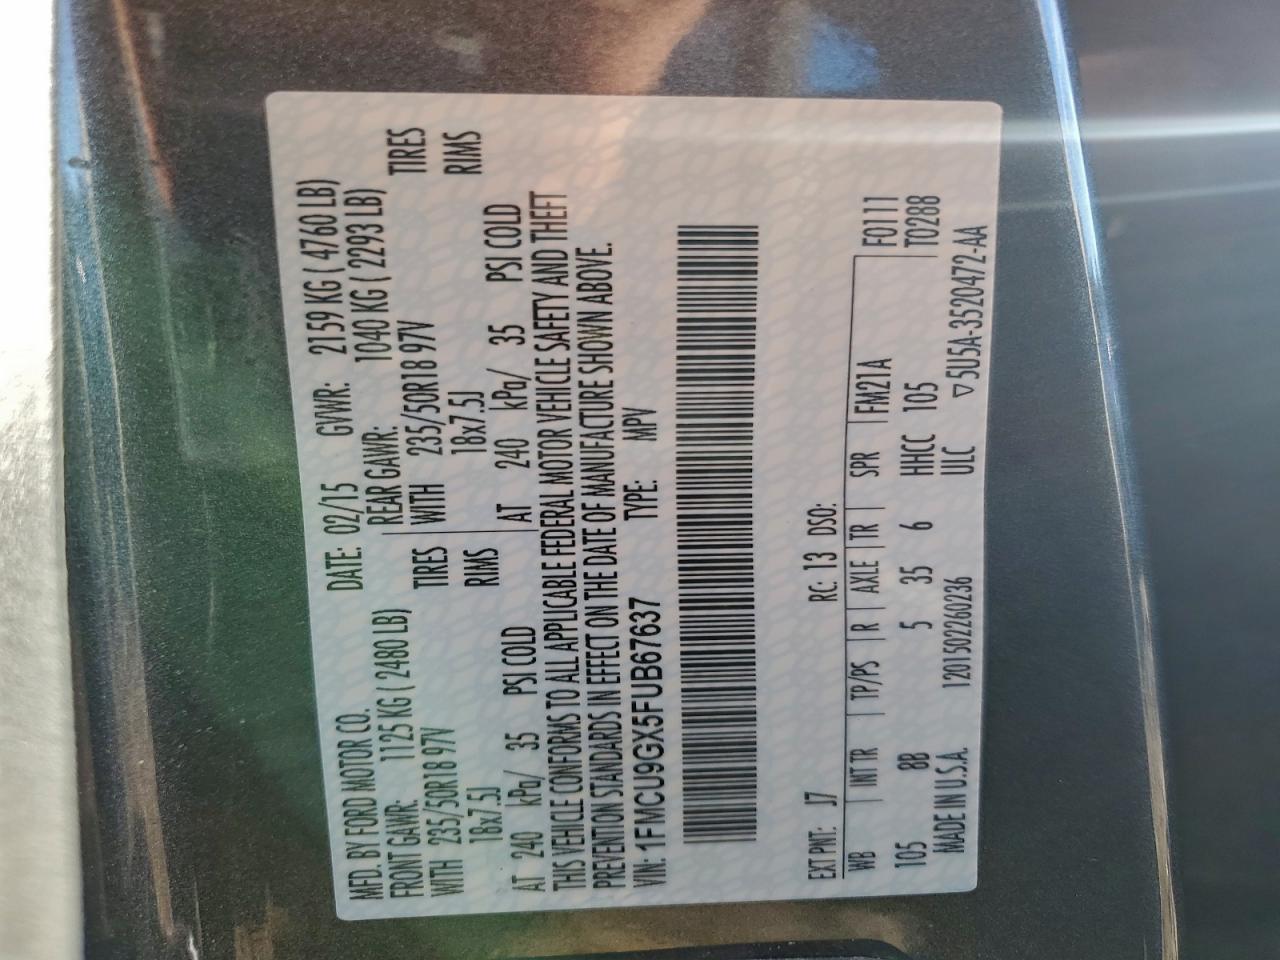 MFD. BY FORD MOTOR CO. DATE: 02/15 GVWR: 2159 KG ( 4760 LB)
FRONT GAWR: 1125 KG ( 2480 LB) REAR GAWR: 1040 KG ( 2293 LB)
WITH 235/50R18 97V TIRES WITH 235/50R18 97V TIRES
18x7.5J RIMS 18x7.5J RIMS
AT 240 kPa/ 35 PSI COLD AT 240 kPa/ 35 PSI COLD
THIS VEHICLE CONFORMS TO ALL APPLICABLE FEDERAL MOTOR VEHICLE SAFETY AND THEFT
PREVENTION STANDARDS IN EFFECT ON THE DATE OF MANUFACTURE SHOWN ABOVE.
VIN: 1FMCU9GX5FUB67637 TYPE: MPV
EXT PNT: J7 RC: 13 DSO:
WB INT TR TP/PS R AXLE TR SPR FM21A F0111
105 8B 5 35 6 HHCC 105 T0288
MADE IN U.S.A. 1201502260236 ULC ▽5U5A-3520472-AA